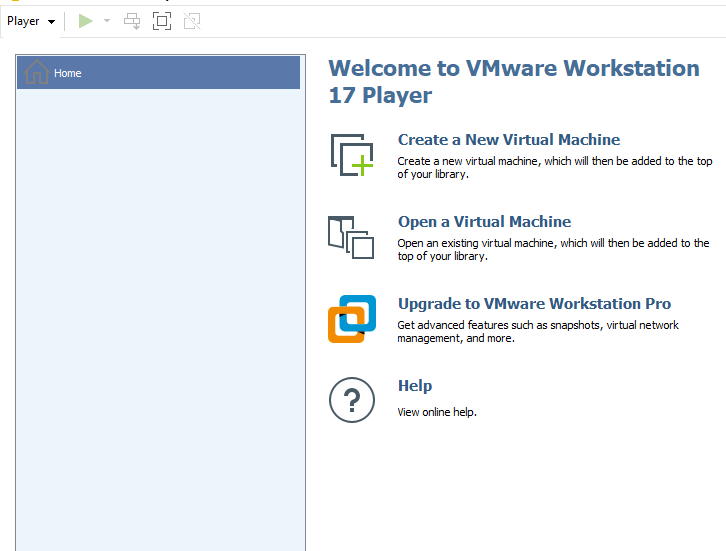 Player
Home
Welcome to VMware Workstation
17 Player
Create a New Virtual Machine
Create a new virtual machine, which will then be added to the top
of your library.
Open a Virtual Machine
Open an existing virtual machine, which will then be added to the
top of your library.
Upgrade to VMware Workstation Pro
Get advanced features such as snapshots, virtual network
management, and more.
?
Help
View online help.